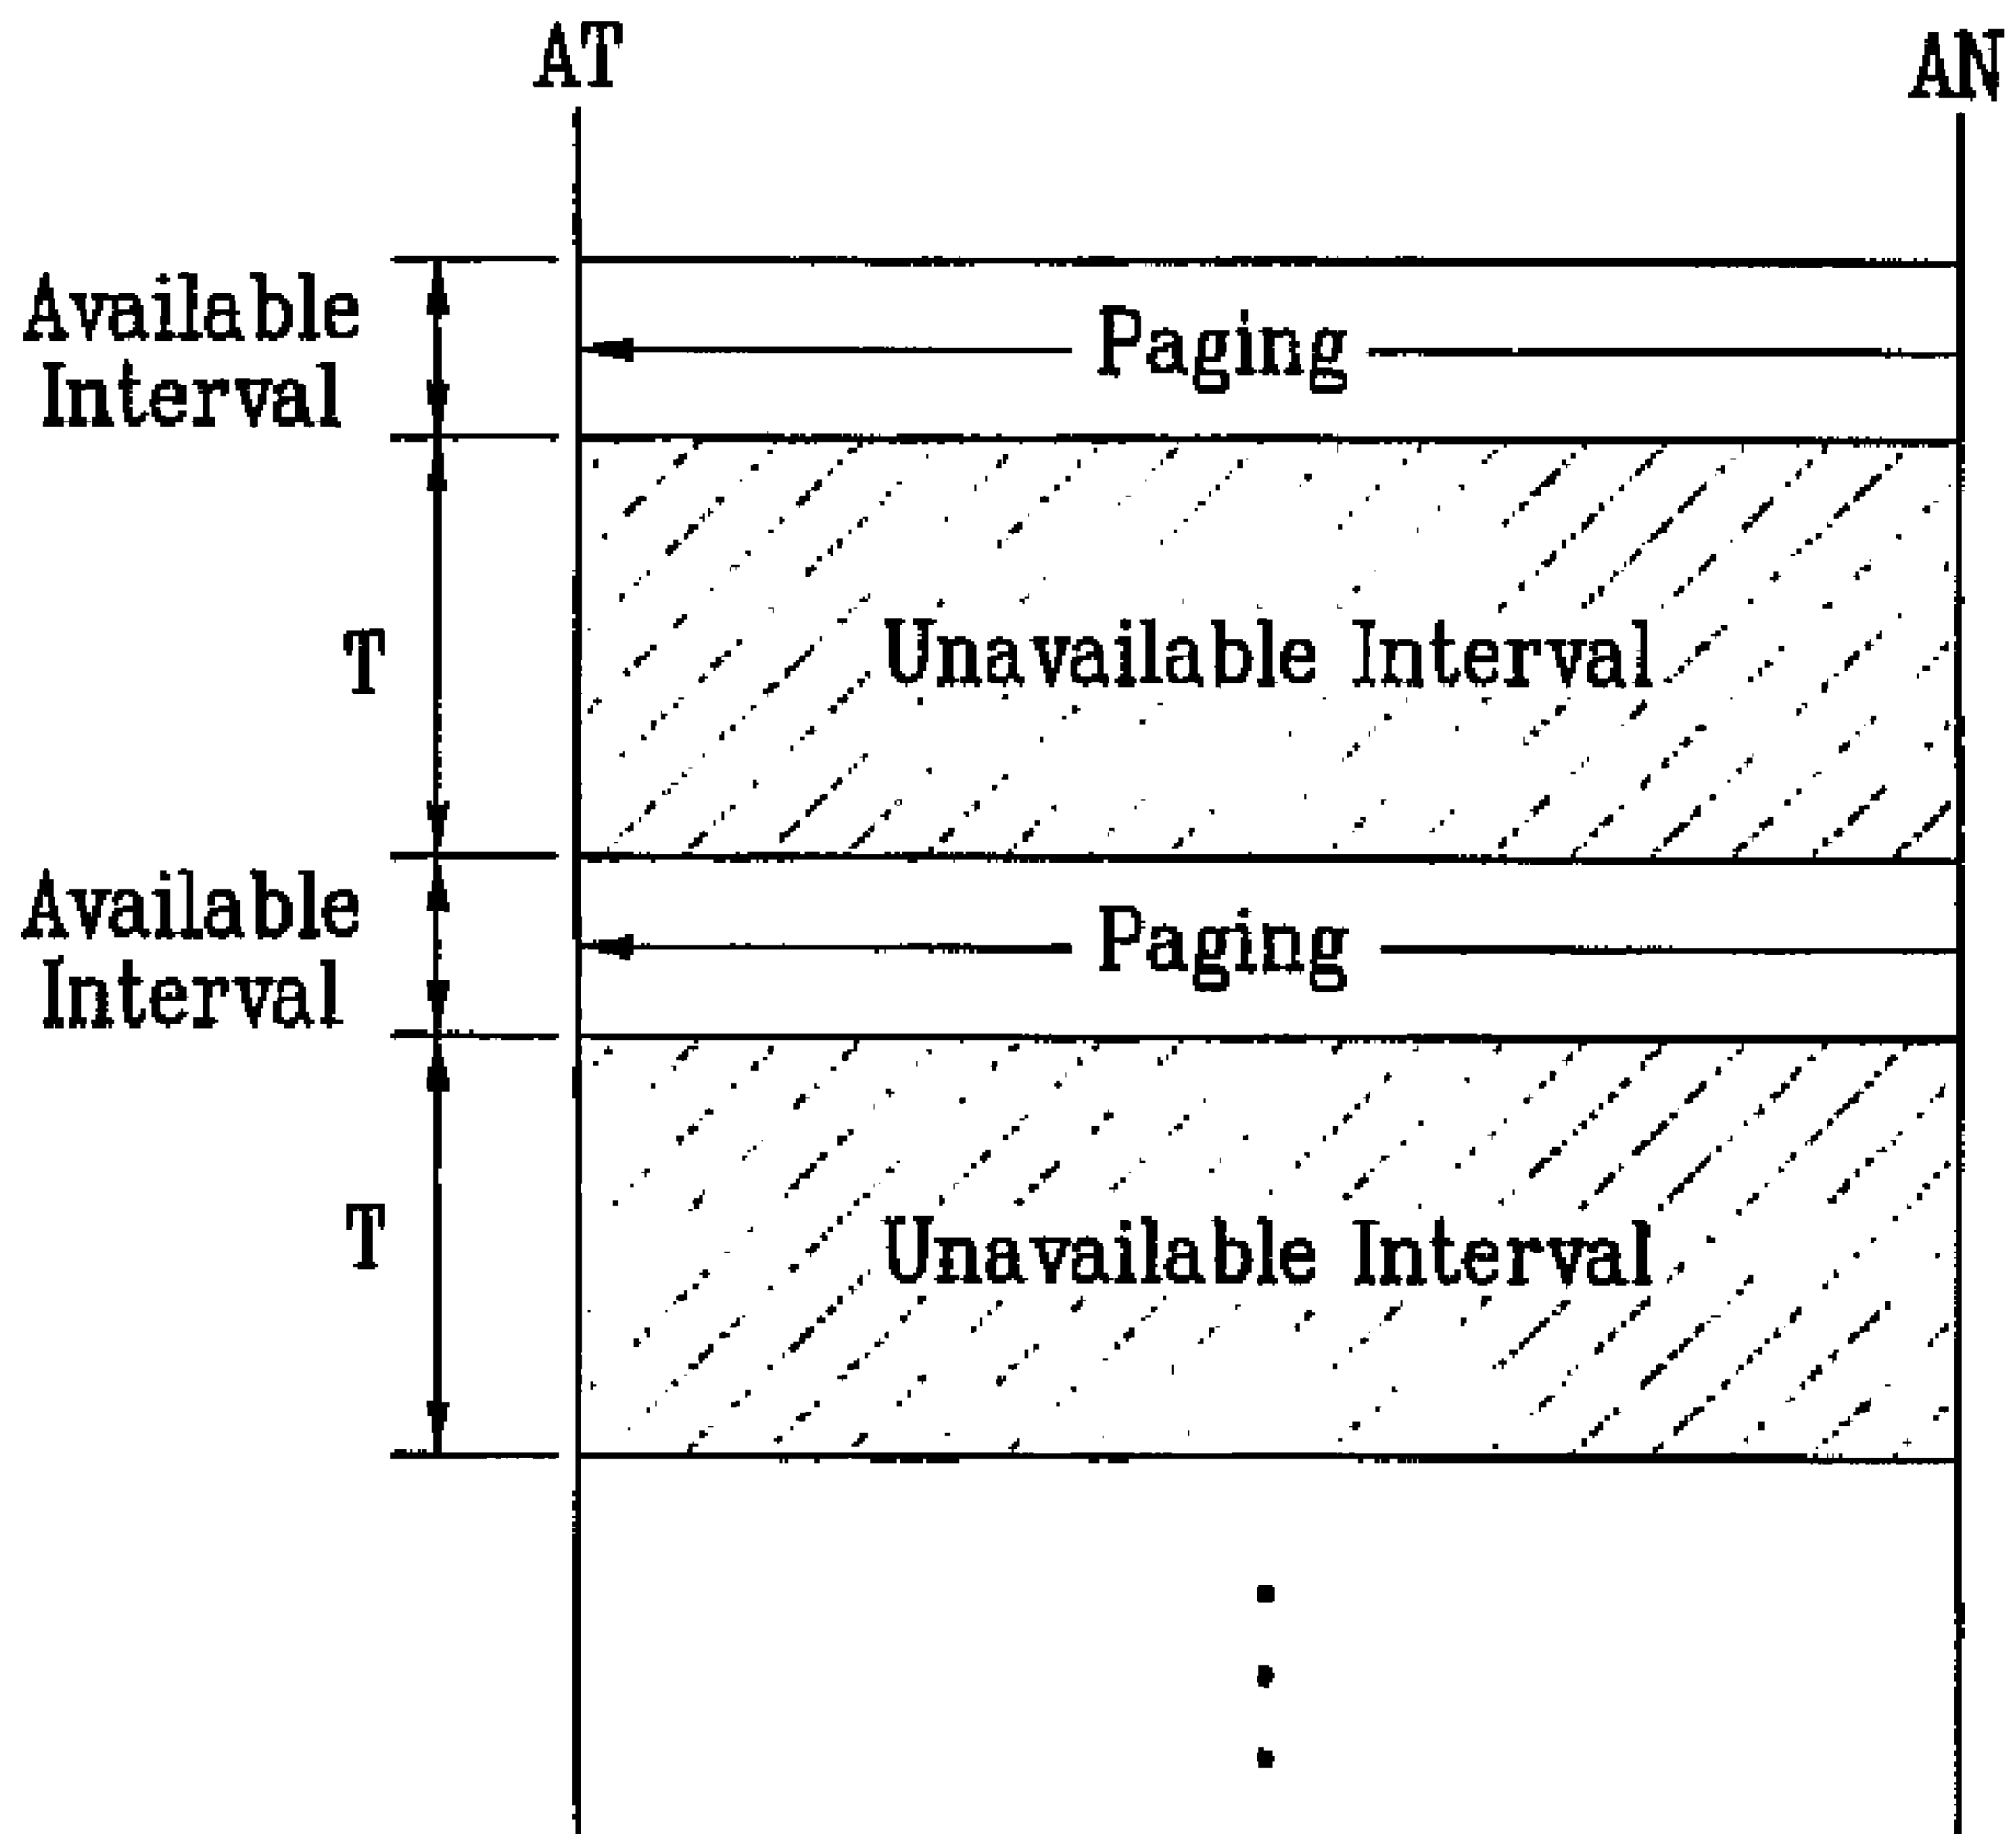 AT
AN
Available
Interval
Paging
T
Unavailable Interval
Available
Interval
Paging
T
Unavailable Interval